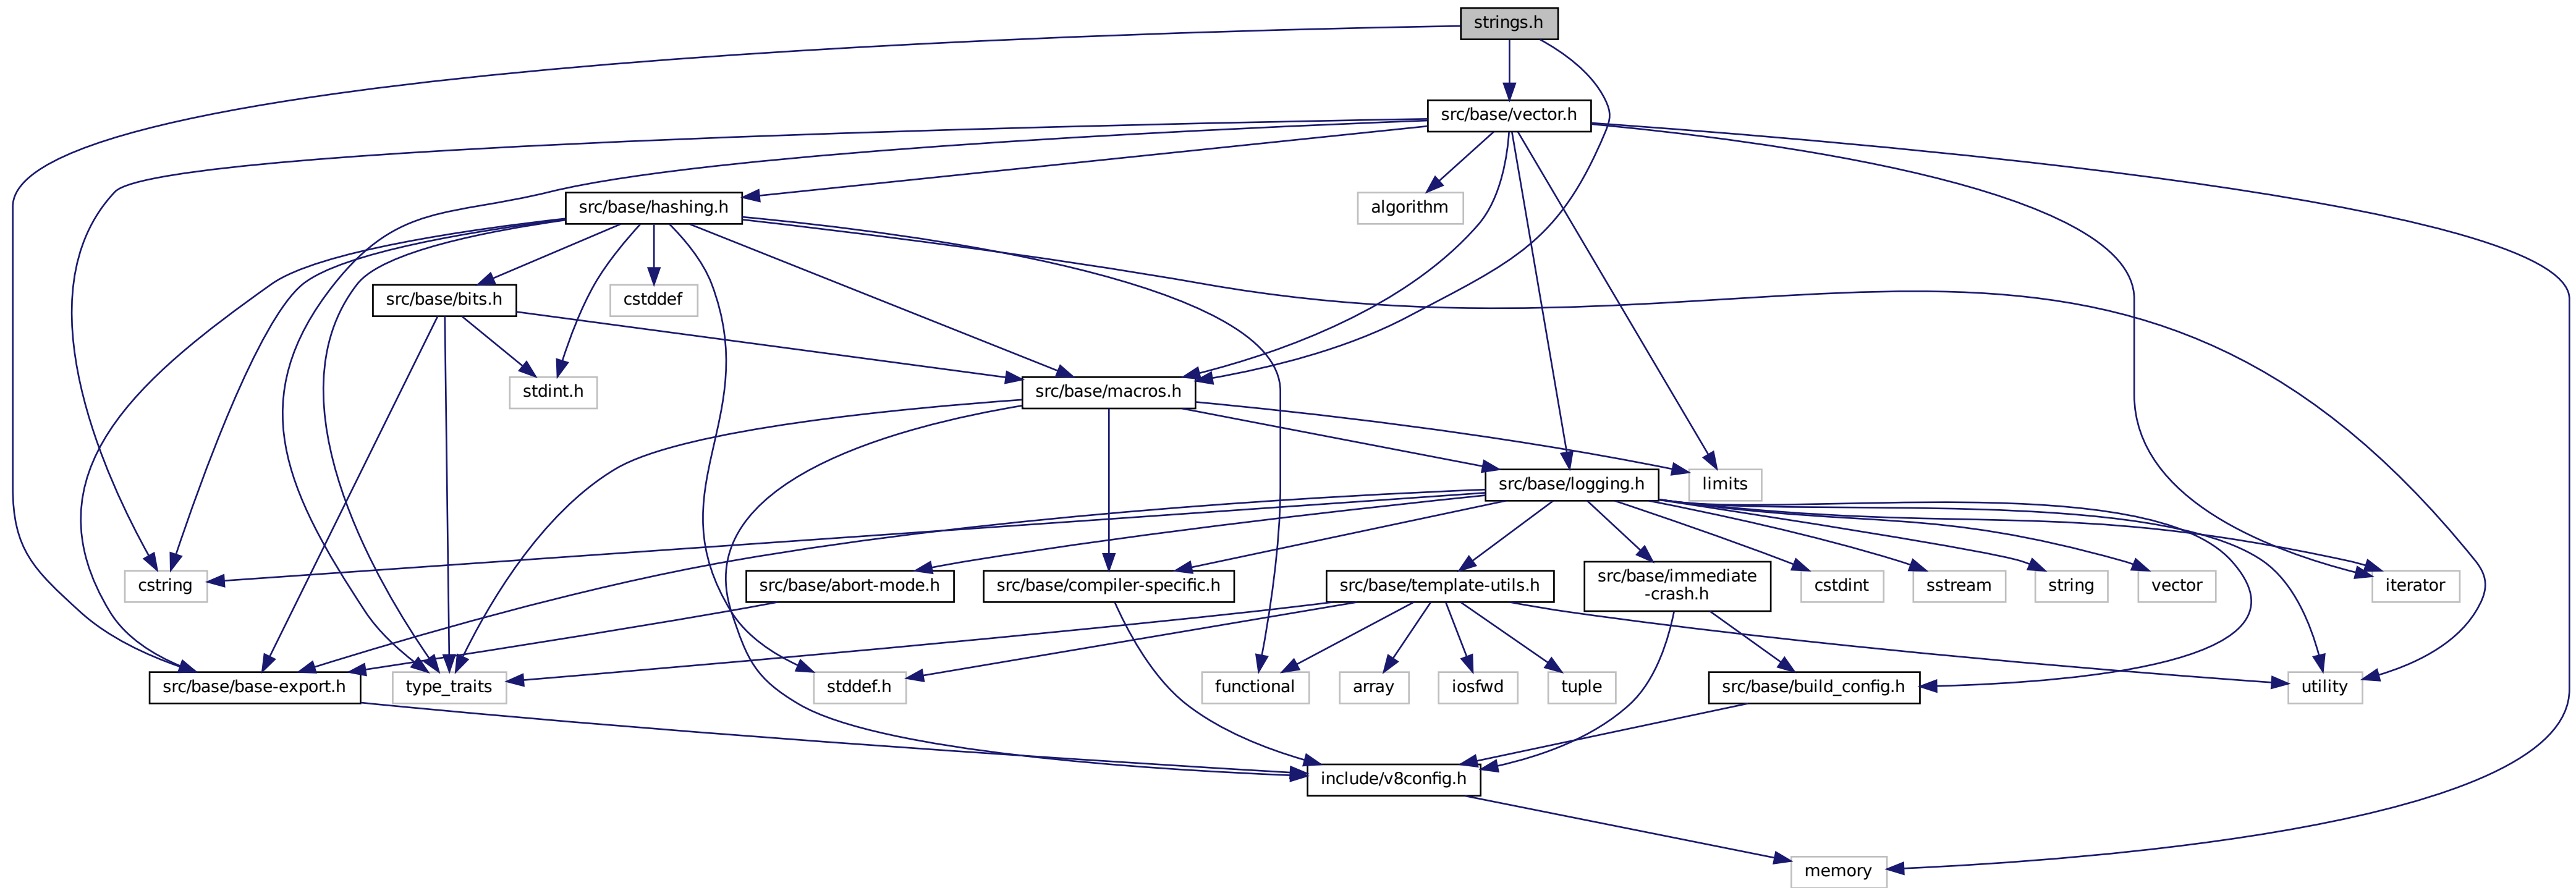 strings.h
src/base/vector.h
src/base/hashing.h
algorithm
src/base/bits.h
cstddef
stdint.h
src/base/macros.h
src/base/logging.h
limits
cstring
src/base/abort-mode.h
src/base/compiler-specific.h
src/base/template-utils.h
src/base/immediate
-crash.h
cstdint
sstream
string
vector
iterator
src/base/base-export.h
type_traits
stddef.h
functional
array
iosfwd
tuple
src/base/build_config.h
utility
include/v8config.h
memory